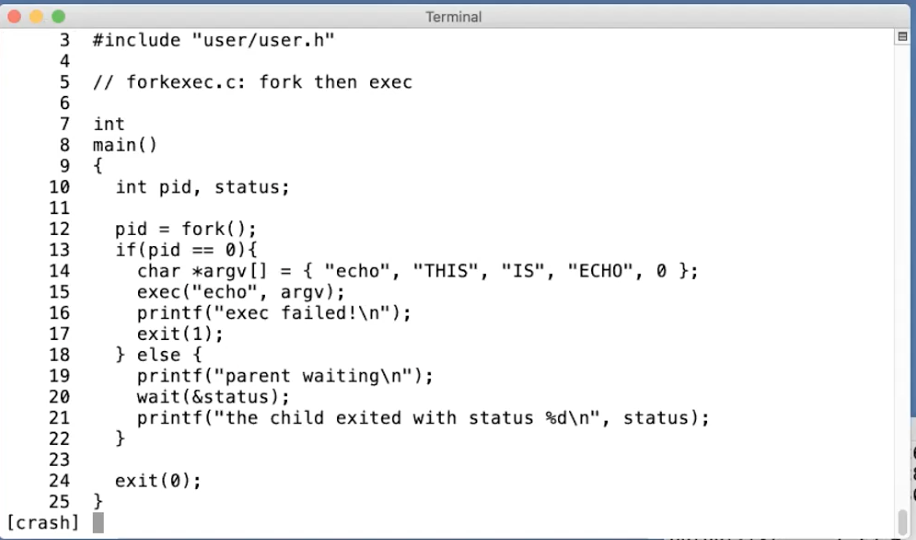 Terminal
3 #include "user/user.h"
4
5 // forkexec.c: fork then exec
6
7 int
8 main()
9 {
10 int pid, status;
11
12 pid = fork();
13 if(pid == 0){
14 char *argv[] = { "echo", "THIS", "IS", "ECHO", 0 };
15 exec("echo", argv);
16 printf("exec failed!\n");
17 exit(1);
18 } else {
19 printf("parent waiting\n");
20 wait(&status);
21 printf("the child exited with status %d\n", status);
22 }
23
24 exit(0);
25 }
[crash]